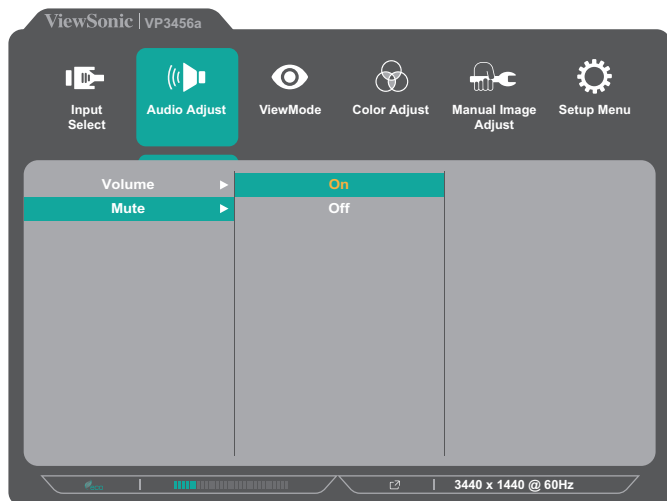 ViewSonic | VP3456a
Input Select
Audio Adjust
ViewMode
Color Adjust
Manual Image Adjust
Setup Menu
Volume
On
Mute
Off
3440 x 1440 @ 60Hz